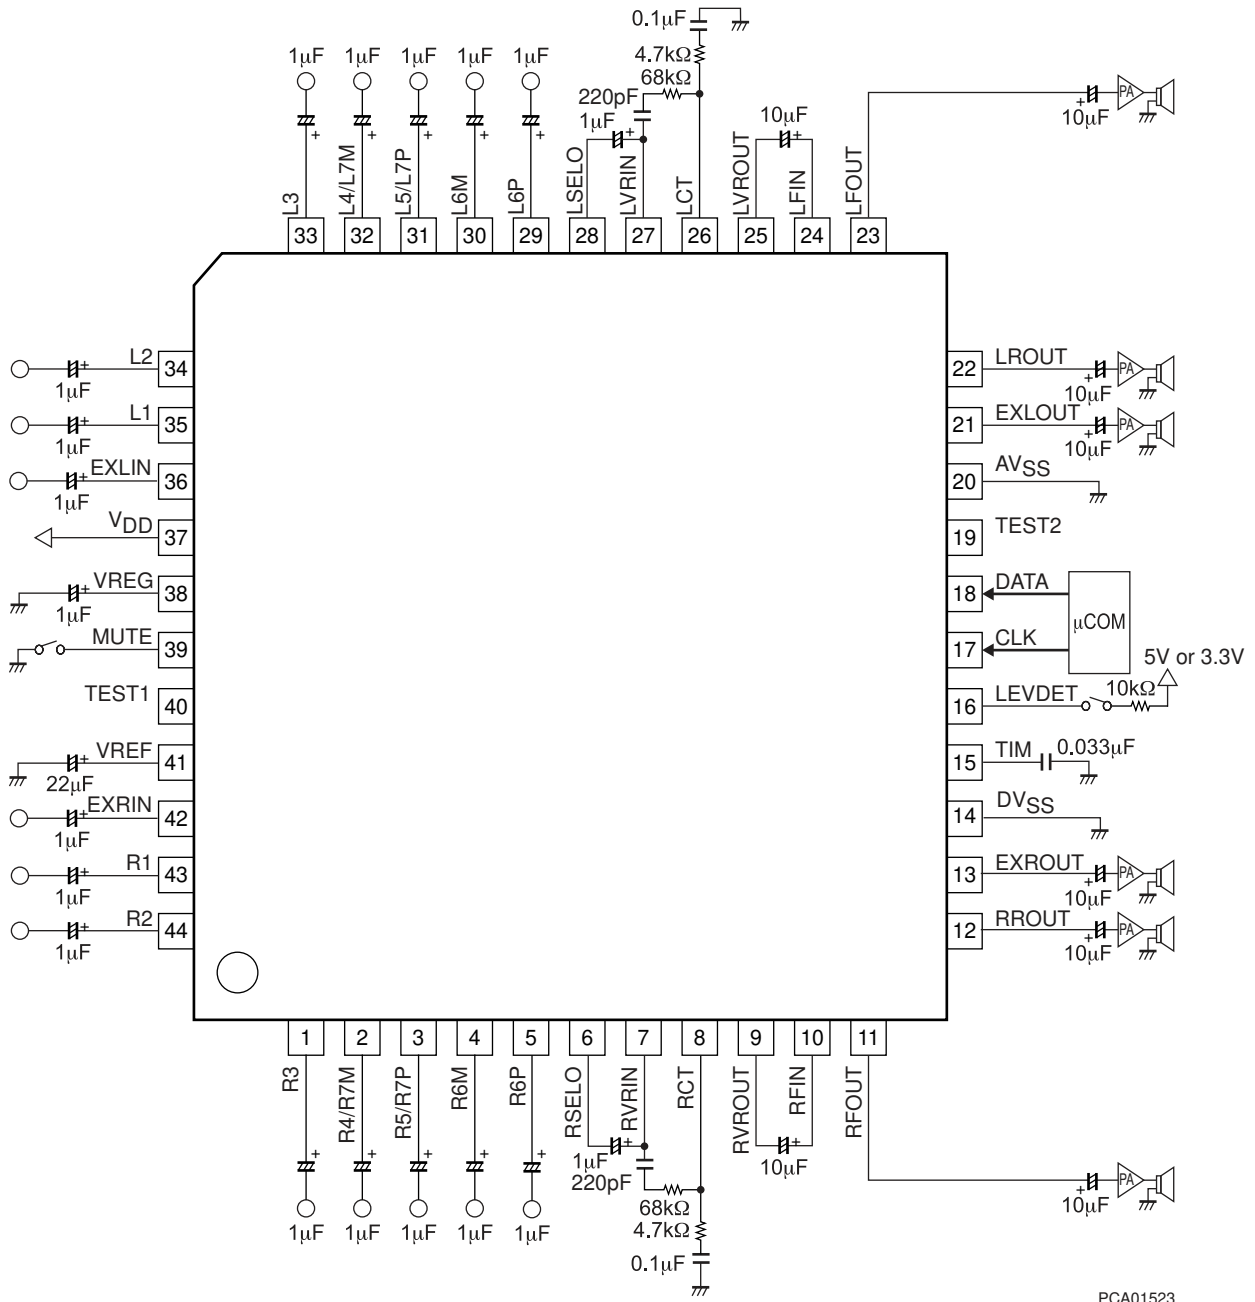 0.1μF
4.7kΩ
68kΩ
1μF 1μF 1μF 1μF 1μF
220pF
1μF
10μF
PA
10μF
L3
L4/L7M
L5/L7P
L6M
L6P
LSELO
LVRIN
LCT
LVROUT
LFIN
LFOUT
33 32 31 30 29 28 27 26 25 24 23
L2 34
1μF
L1 35
1μF
EXLIN 36
1μF
VDD 37
VREG 38
1μF
MUTE 39
TEST1 40
VREF 41
22μF
EXRIN 42
1μF
R1 43
1μF
R2 44
1μF
22 LROUT PA
10μF
21 EXLOUT PA
10μF
20 AVSS
19 TEST2
18 DATA
μCOM
17 CLK
5V or 3.3V
10kΩ
16 LEVDET
15 TIM 0.033μF
14 DVSS
13 EXROUT PA
10μF
12 RROUT PA
10μF
1 2 3 4 5 6 7 8 9 10 11
R3
R4/R7M
R5/R7P
R6M
R6P
RSELO
RVRIN
RCT
RVROUT
RFIN
RFOUT
1μF
220pF
10μF
PA
10μF
68kΩ
4.7kΩ
1μF 1μF 1μF 1μF 1μF
0.1μF
PCA01523